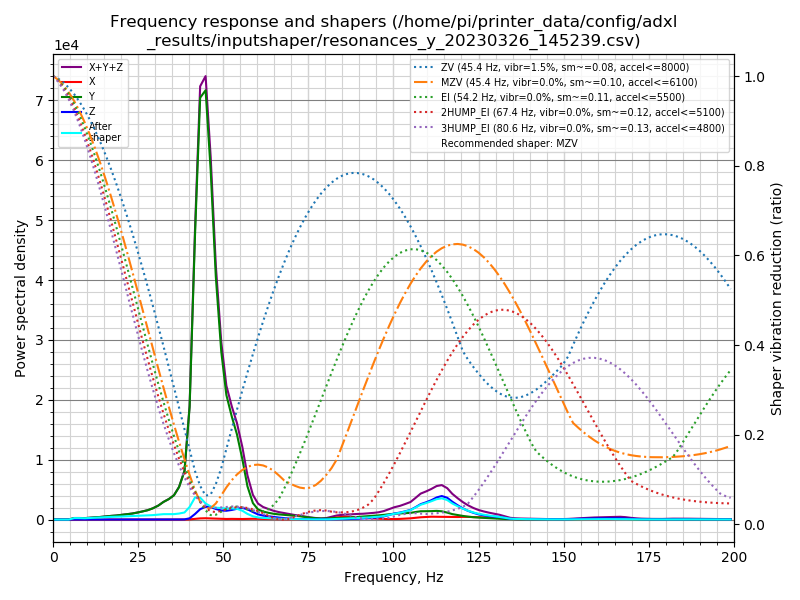 Frequency response and shapers (/home/pi/printer_data/config/adxl
_results/inputshaper/resonances_y_20230326_145239.csv)
1e4
X+Y+Z
X
Y
Z
After
shaper
ZV (45.4 Hz, vibr=1.5%, sm~=0.08, accel<=8000)
MZV (45.4 Hz, vibr=0.0%, sm~=0.10, accel<=6100)
EI (54.2 Hz, vibr=0.0%, sm~=0.11, accel<=5500)
2HUMP_EI (67.4 Hz, vibr=0.0%, sm~=0.12, accel<=5100)
3HUMP_EI (80.6 Hz, vibr=0.0%, sm~=0.13, accel<=4800)
Recommended shaper: MZV
7
6
5
4
3
2
1
0
Power spectral density
1.0
0.8
0.6
0.4
0.2
0.0
Shaper vibration reduction (ratio)
0 25 50 75 100 125 150 175 200
Frequency, Hz